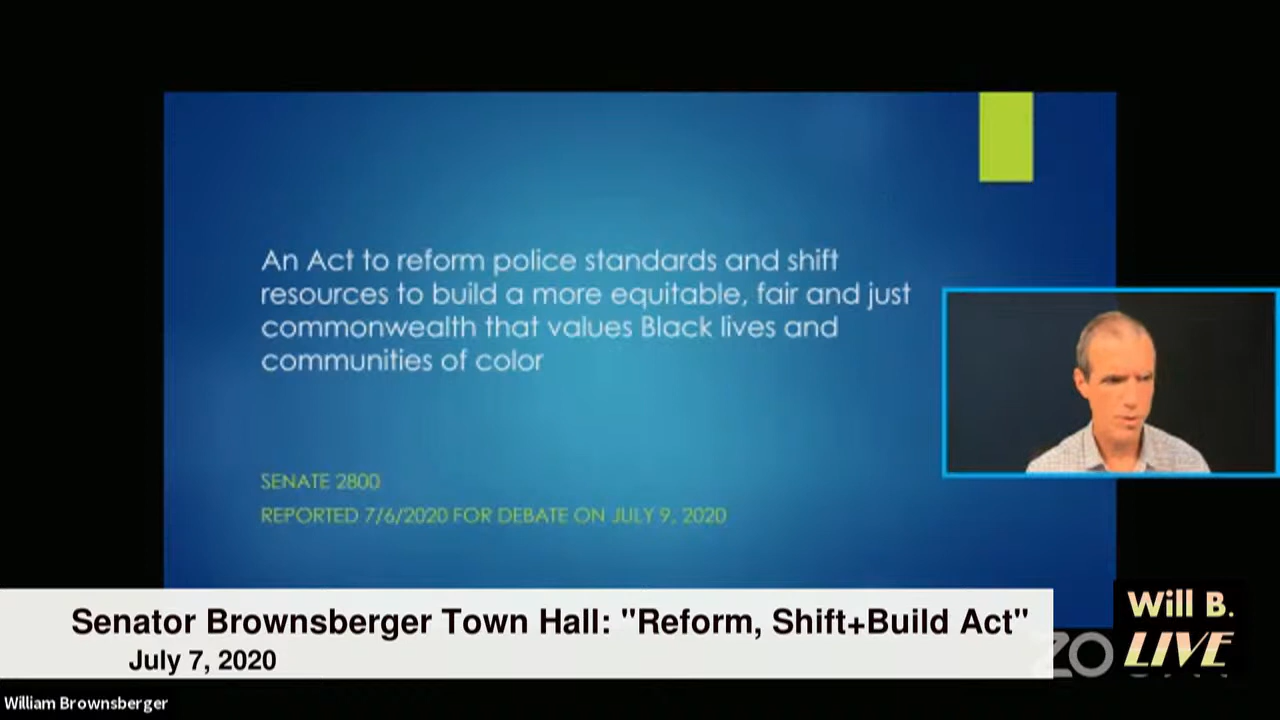 An Act to reform police standards and shift
resources to build a more equitable, fair and just
commonwealth that values Black lives and
communities of color
SENATE 2800
REPORTED 7/6/2020 FOR DEBATE ON JULY 9, 2020
Senator Brownsberger Town Hall: "Reform, Shift+Build Act"
July 7, 2020
Will B.
LIVE
William Brownsberger